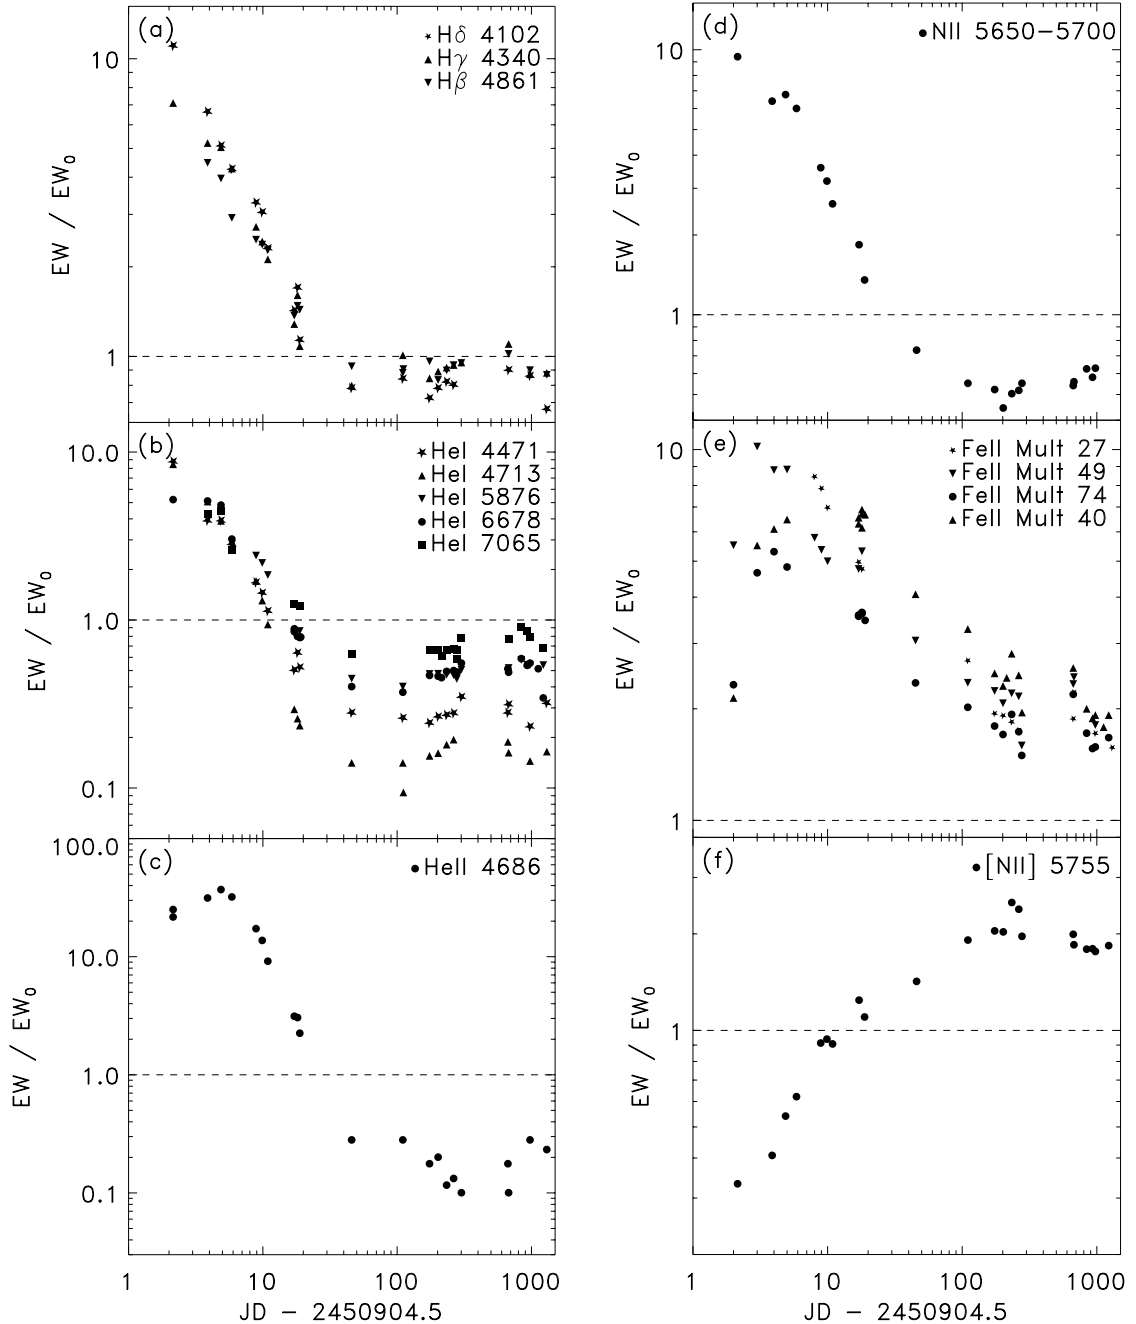 (a)
Hδ 4102
Hγ 4340
Hβ 4861
10
1
EW / EW0
(b)
HeI 4471
HeI 4713
HeI 5876
HeI 6678
HeI 7065
10.0
1.0
0.1
EW / EW0
(c)
HeII 4686
100.0
10.0
1.0
0.1
EW / EW0
1 10 100 1000
JD − 2450904.5
(d)
NII 5650−5700
10
1
EW / EW0
(e)
FeII Mult 27
FeII Mult 49
FeII Mult 74
FeII Mult 40
10
1
EW / EW0
(f)
[NII] 5755
1
EW / EW0
1 10 100 1000
JD − 2450904.5